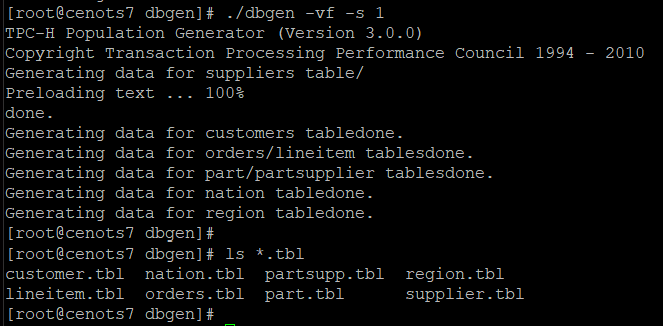 [root@cenots7 dbgen]# ./dbgen -vf -s 1
TPC-H Population Generator (Version 3.0.0)
Copyright Transaction Processing Performance Council 1994 - 2010
Generating data for suppliers table/
Preloading text ... 100%
done.
Generating data for customers tabledone.
Generating data for orders/lineitem tablesdone.
Generating data for part/partsupplier tablesdone.
Generating data for nation tabledone.
Generating data for region tabledone.
[root@cenots7 dbgen]#
[root@cenots7 dbgen]# ls *.tbl
customer.tbl  nation.tbl  partsupp.tbl  region.tbl
lineitem.tbl  orders.tbl  part.tbl      supplier.tbl
[root@cenots7 dbgen]#